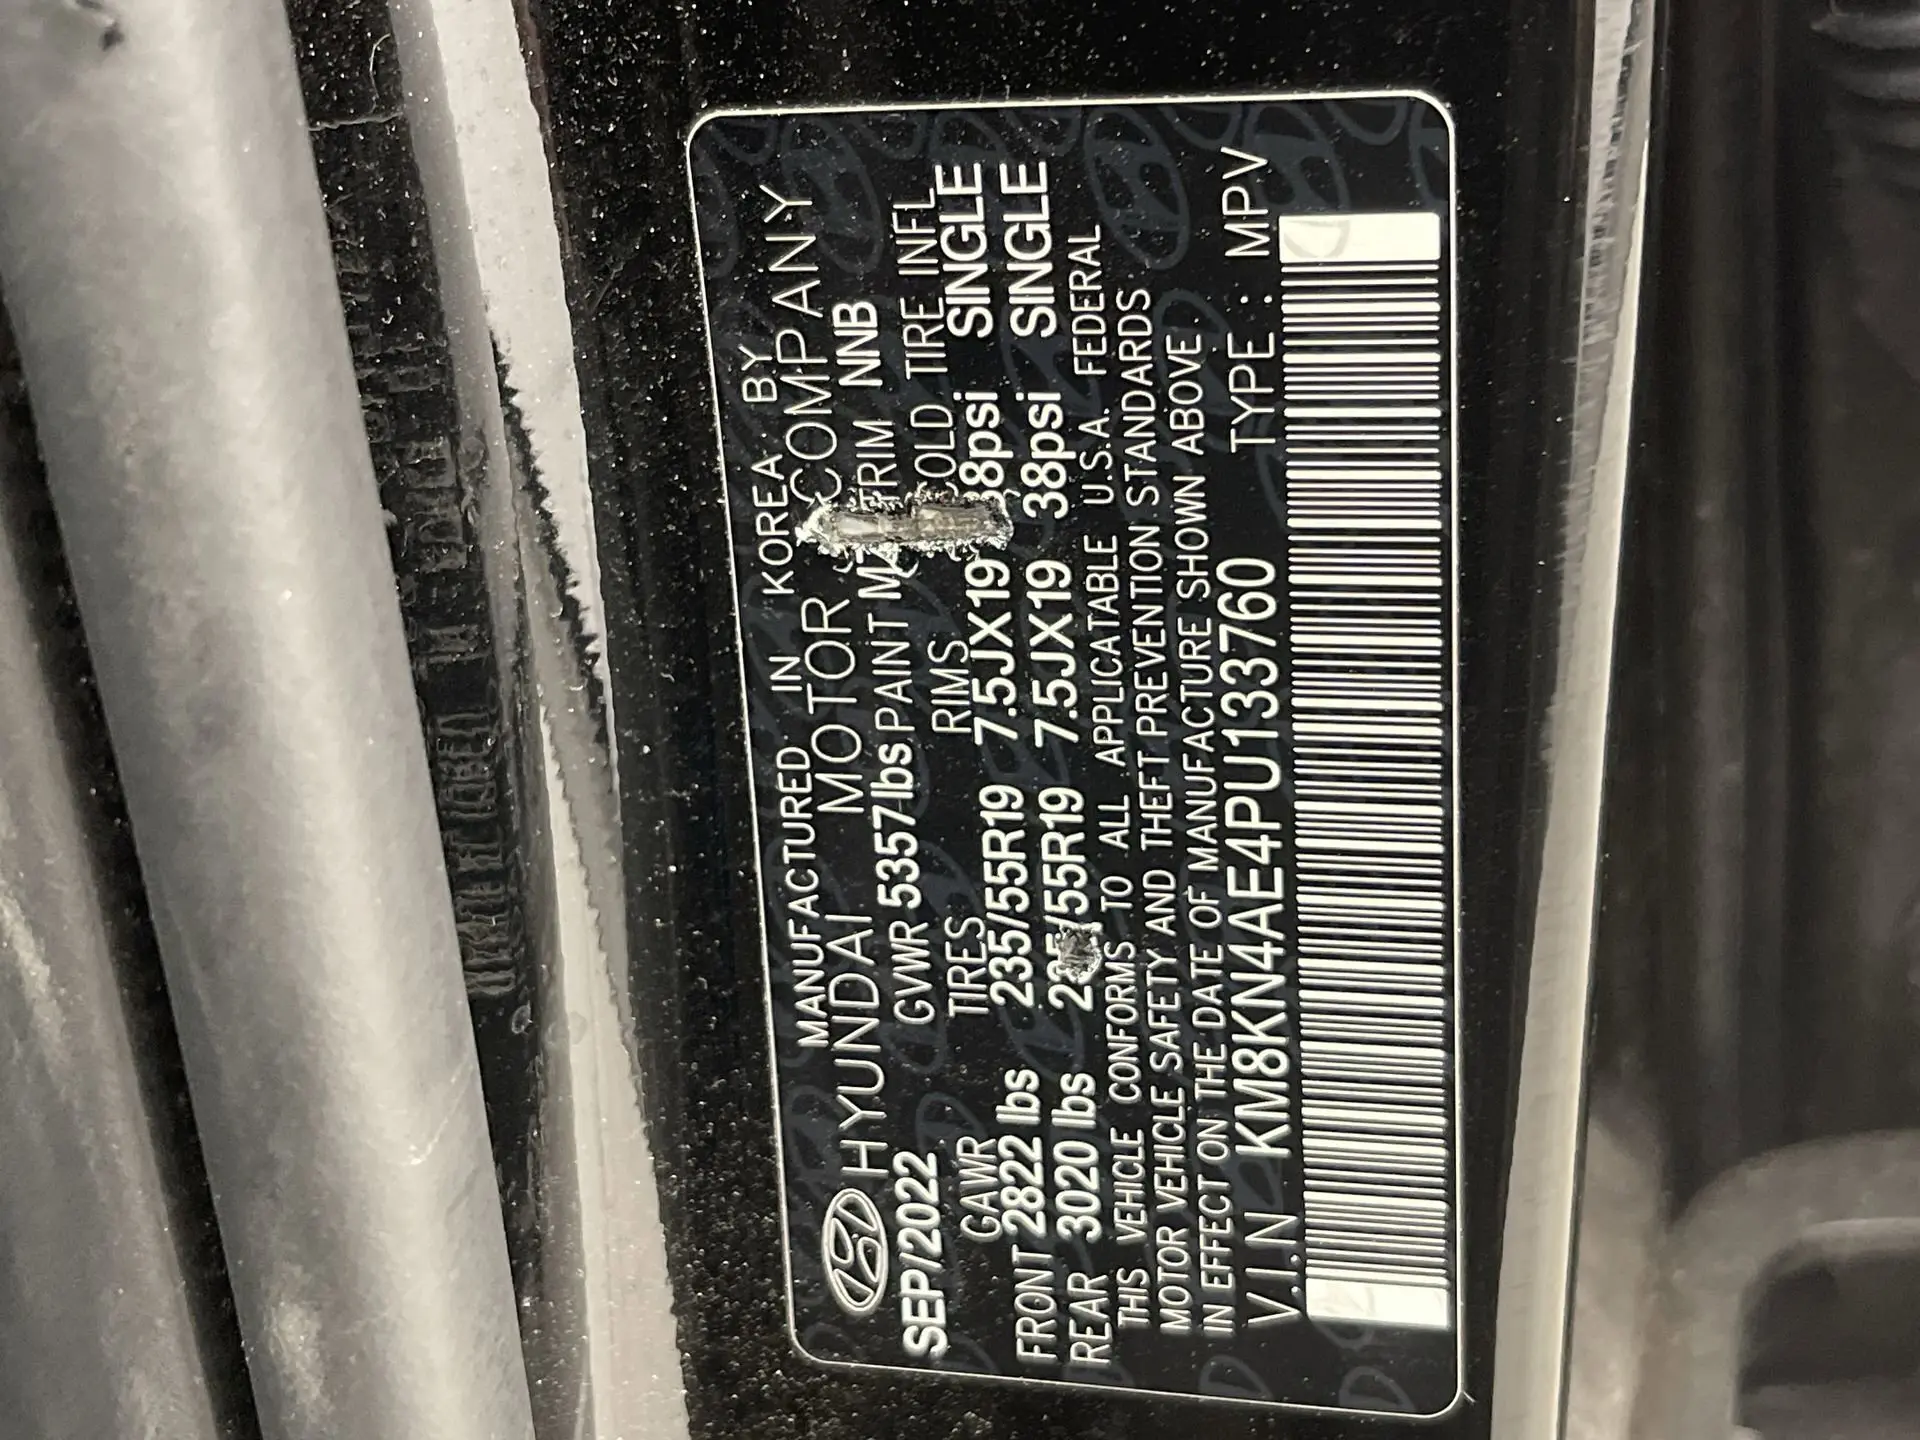 MANUFACTURED IN KOREA BY
HYUNDAI MOTOR COMPANY
SEP/2022 GVWR 5357lbs PAINT TRIM NNB
GAWR TIRES RIMS COLD TIRE INFL
FRONT 2822 lbs 235/55R19 7.5JX19 38psi SINGLE
REAR 3020 lbs 235/55R19 7.5JX19 38psi SINGLE
THIS VEHICLE CONFORMS TO ALL APPLICATABLE U.S.A. FEDERAL
MOTOR VEHICLE SAFETY AND THEFT PREVENTION STANDARDS
IN EFFECT ON THE DATE OF MANUFACTURE SHOWN ABOVE
V.I.N KM8KN4AE4PU133760 TYPE : MPV